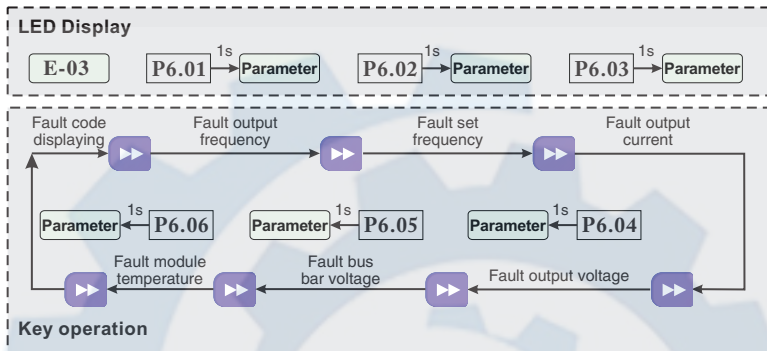 LED Display
E-03
P6.01
1s
Parameter
P6.02
1s
Parameter
P6.03
1s
Parameter
Fault code
displaying
Fault output
frequency
Fault set
frequency
Fault output
current
Parameter
1s
P6.06
Parameter
1s
P6.05
Parameter
1s
P6.04
Fault module
temperature
Fault bus
bar voltage
Fault output voltage
Key operation